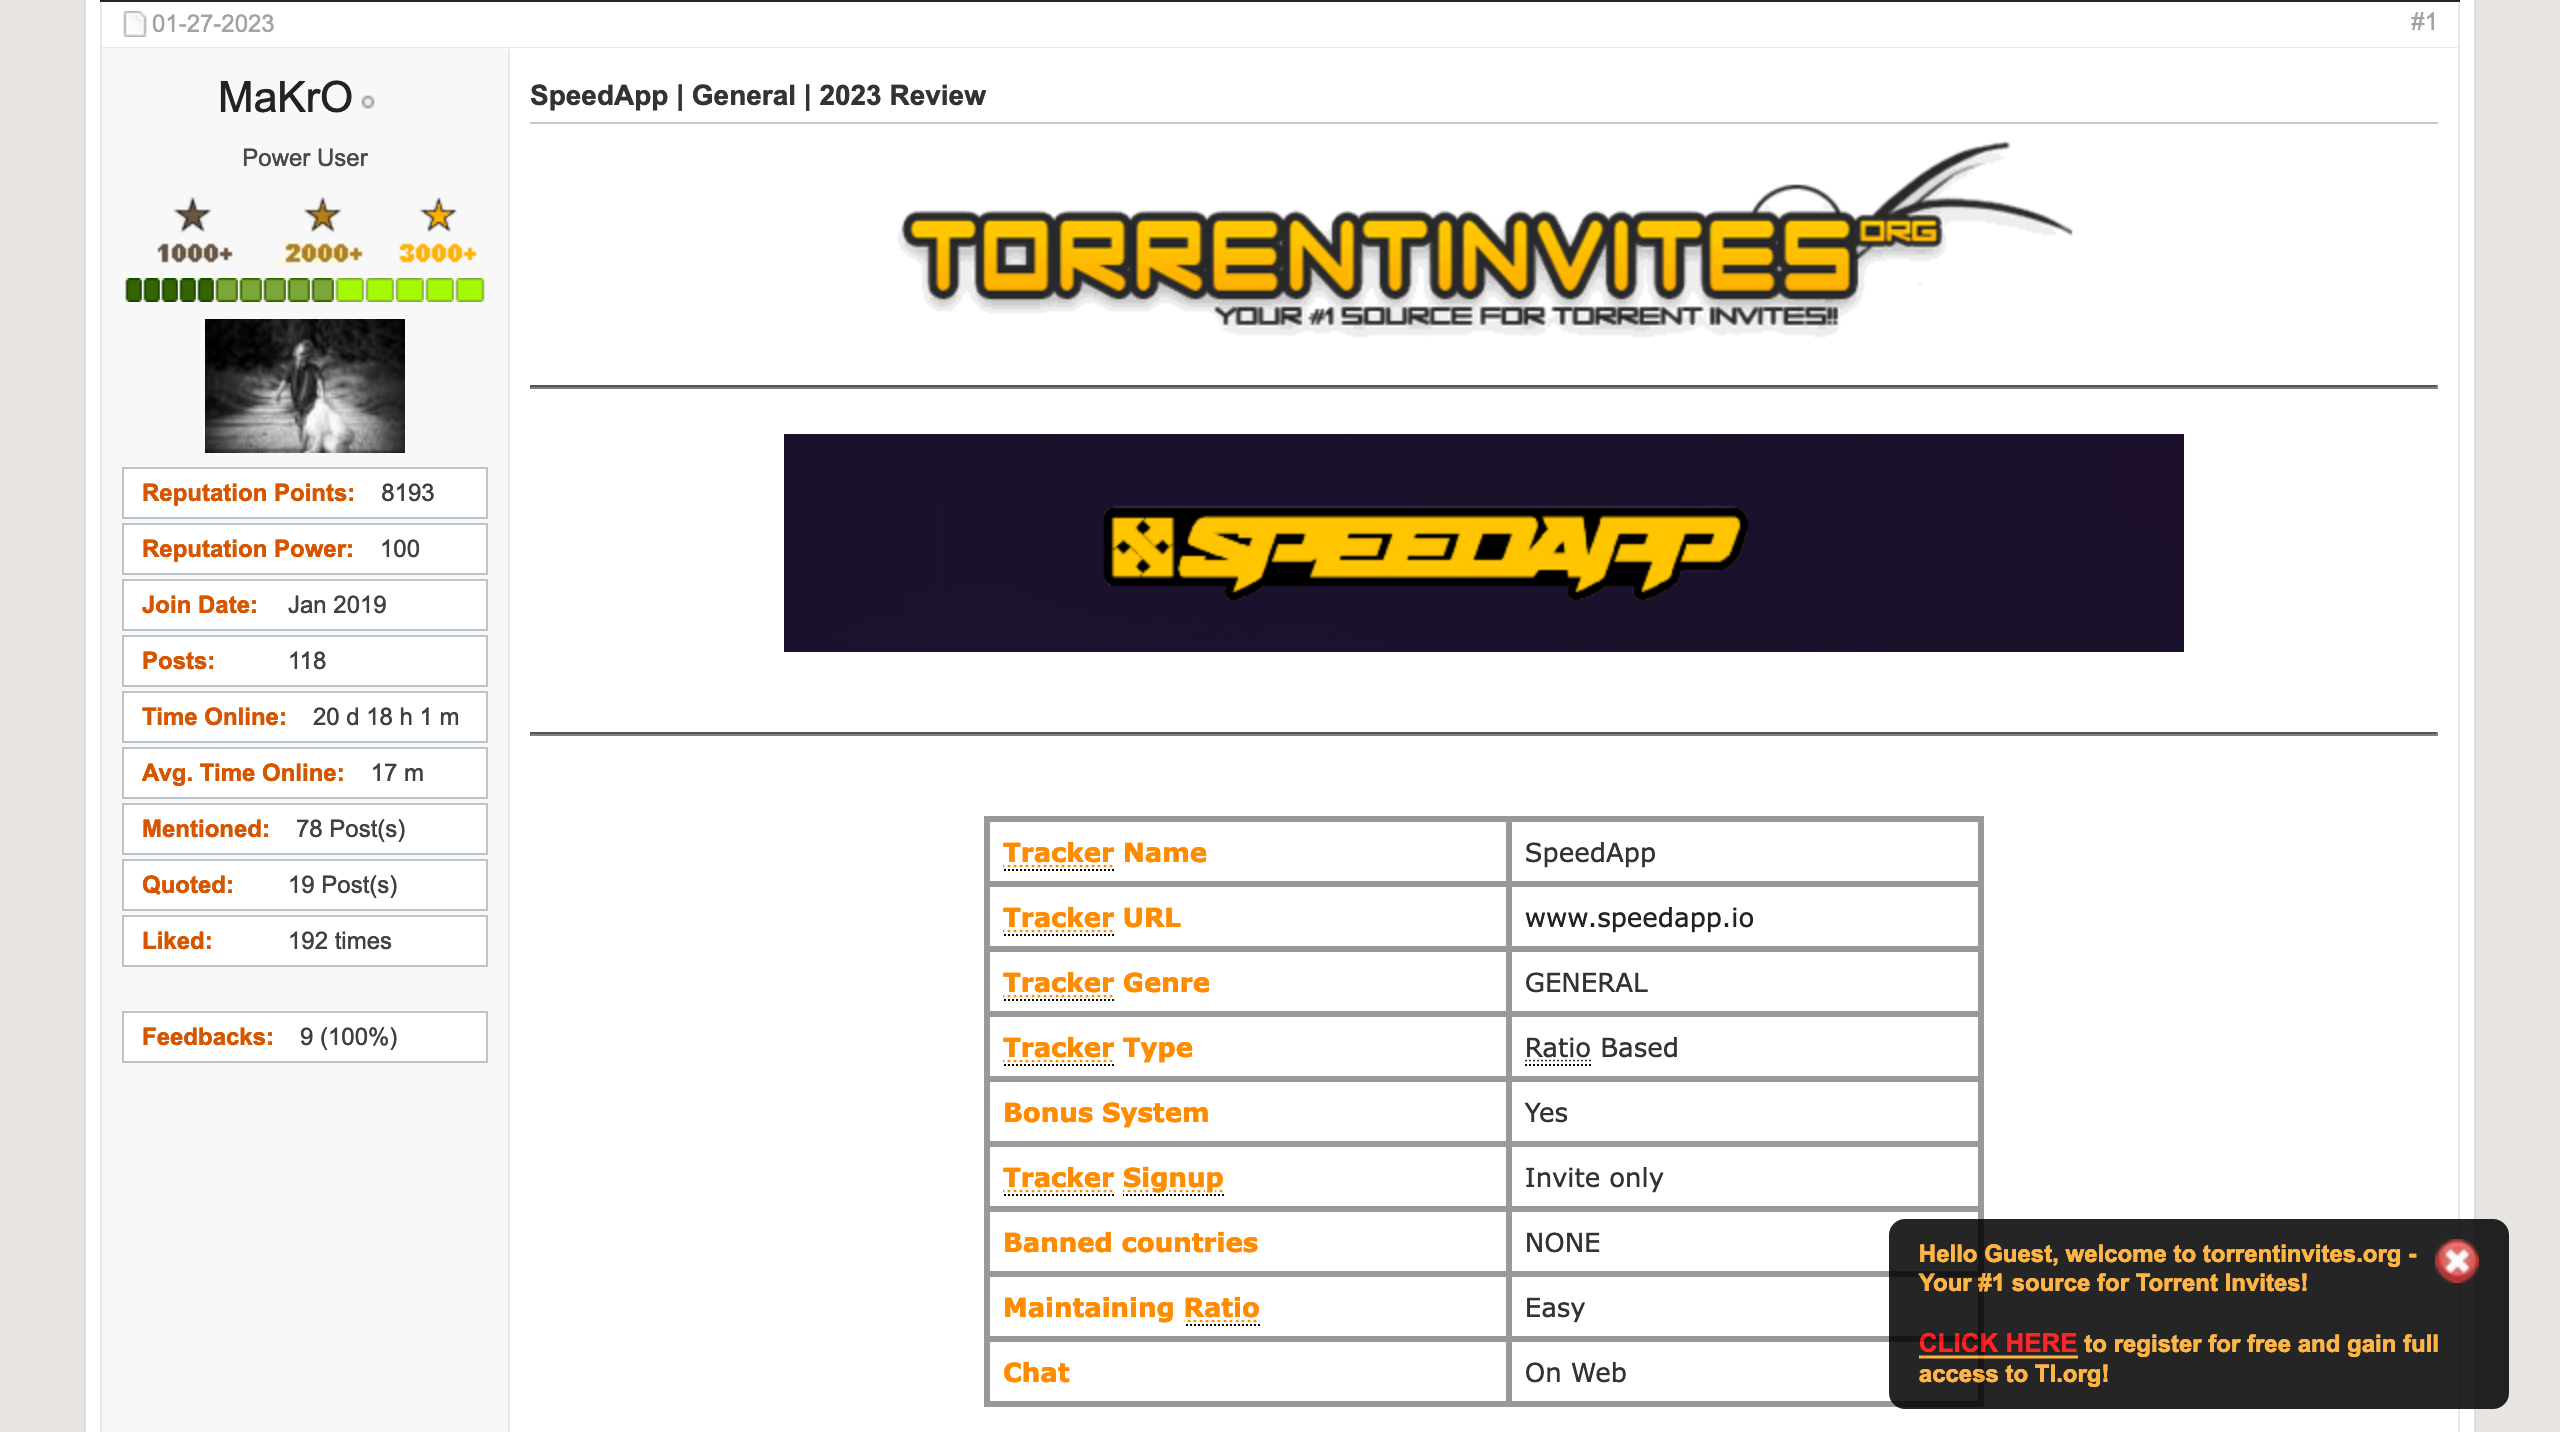 01-27-2023
#1
MaKrO
Power User
1000+ 2000+ 3000+
Reputation Points: 8193
Reputation Power: 100
Join Date: Jan 2019
Posts: 118
Time Online: 20 d 18 h 1 m
Avg. Time Online: 17 m
Mentioned: 78 Post(s)
Quoted: 19 Post(s)
Liked: 192 times
Feedbacks: 9 (100%)
SpeedApp | General | 2023 Review
TORRENTINVITES ORG
YOUR #1 SOURCE FOR TORRENT INVITES!!
SPEEDAPP
Tracker Name SpeedApp
Tracker URL www.speedapp.io
Tracker Genre GENERAL
Tracker Type Ratio Based
Bonus System Yes
Tracker Signup Invite only
Banned countries NONE
Maintaining Ratio Easy
Chat On Web
Hello Guest, welcome to torrentinvites.org -
Your #1 source for Torrent Invites!
CLICK HERE to register for free and gain full
access to TI.org!